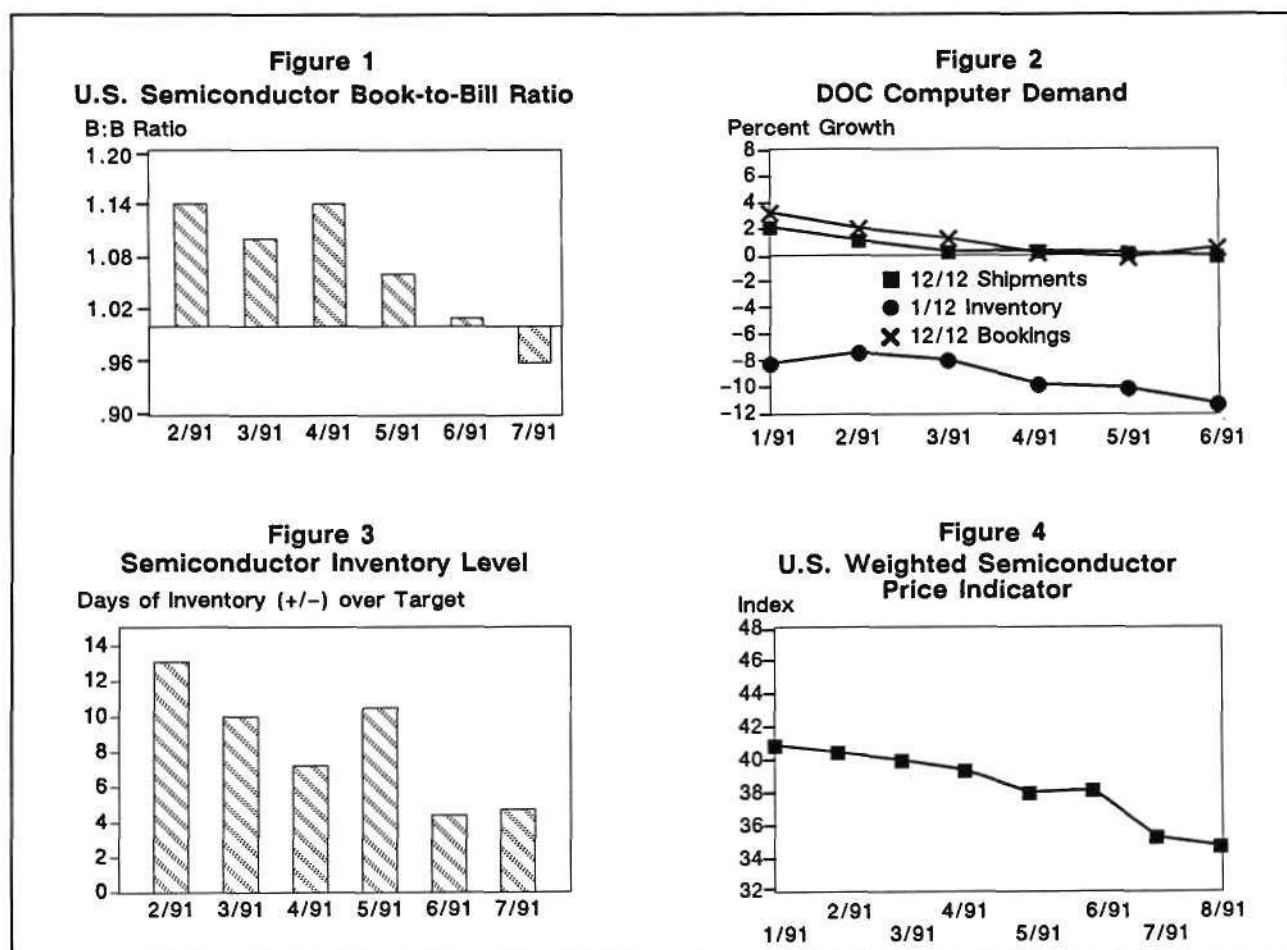 Figure 1
U.S. Semiconductor Book-to-Bill Ratio
B:B Ratio
1.20
1.14
1.08
1.02
.96
.90
2/91 3/91 4/91 5/91 6/91 7/91
Figure 2
DOC Computer Demand
Percent Growth
8
6
4
2
0
-2
-4
-6
-8
-10
-12
12/12 Shipments
1/12 Inventory
12/12 Bookings
1/91 2/91 3/91 4/91 5/91 6/91
Figure 3
Semiconductor Inventory Level
Days of Inventory (+/-) over Target
14
12
10
8
6
4
2
0
2/91 3/91 4/91 5/91 6/91 7/91
Figure 4
U.S. Weighted Semiconductor
Price Indicator
Index
48
46
44
42
40
38
36
34
32
2/91 4/91 6/91 8/91
1/91 3/91 5/91 7/91